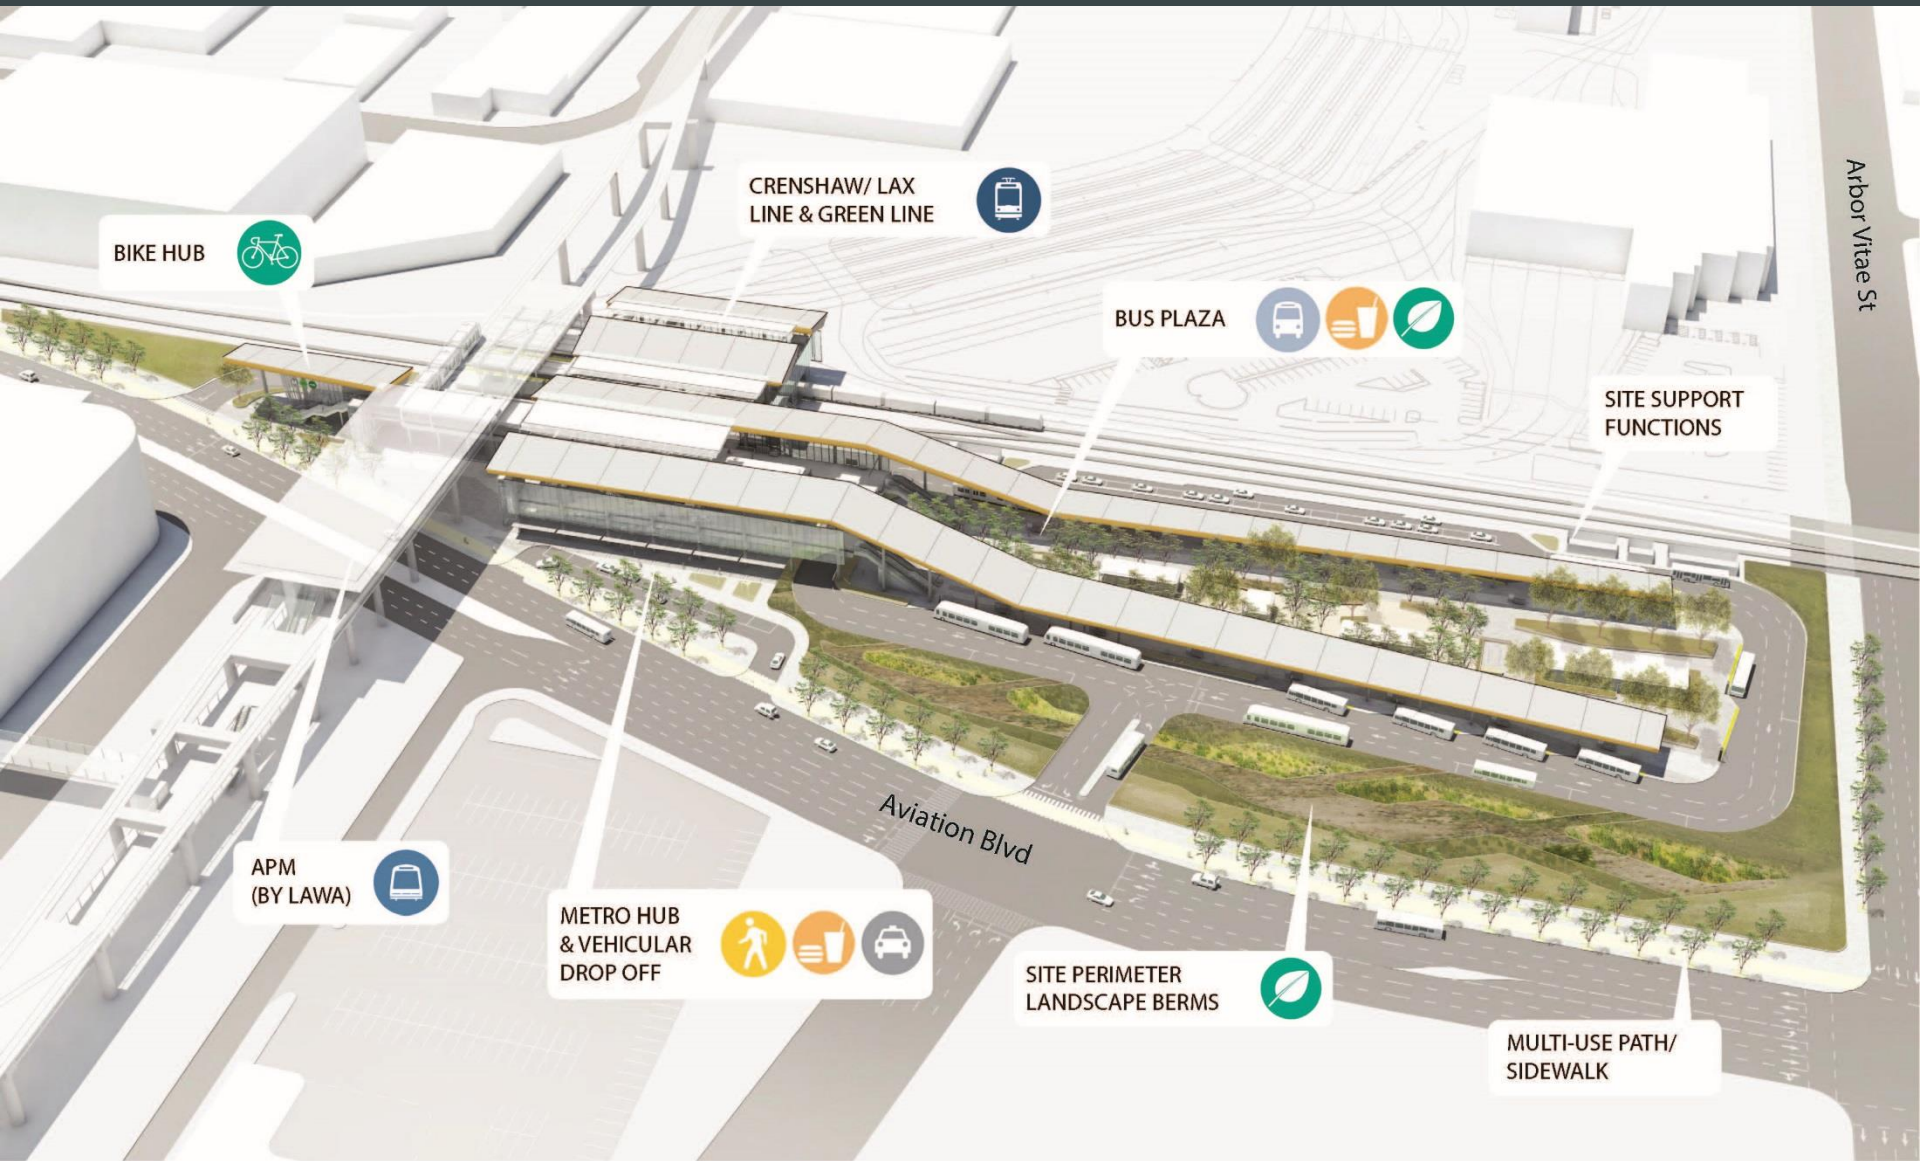 CRENSHAW/ LAX
LINE & GREEN LINE
Arbor Vitae St
BIKE HUB
BUS PLAZA
SITE SUPPORT
FUNCTIONS
Aviation Blvd
APM
(BY LAWA)
METRO HUB
& VEHICULAR
DROP OFF
SITE PERIMETER
LANDSCAPE BERMS
MULTI-USE PATH/
SIDEWALK